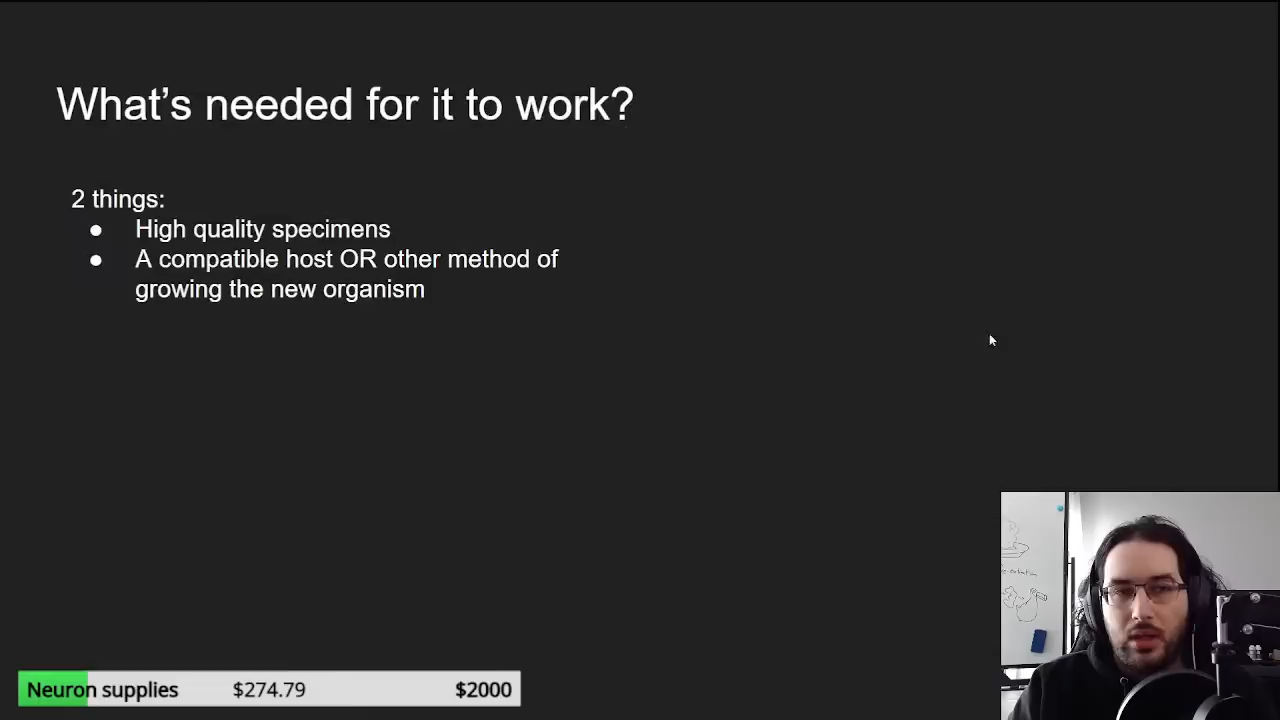 What's needed for it to work?
2 things:
● High quality specimens
● A compatible host OR other method of
growing the new organism
Neuron supplies $274.79 $2000